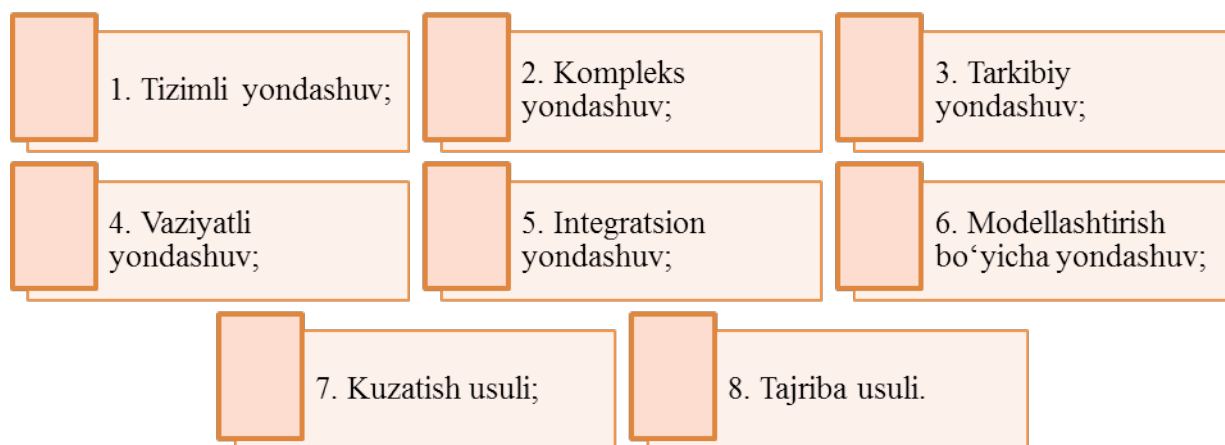 1. Tizimli yondashuv;
2. Kompleks
yondashuv;
3. Tarkibiy
yondashuv;
4. Vaziyatli
yondashuv;
5. Integratsion
yondashuv;
6. Modellashtirish
bo‘yicha yondashuv;
7. Kuzatish usuli;
8. Tajriba usuli.